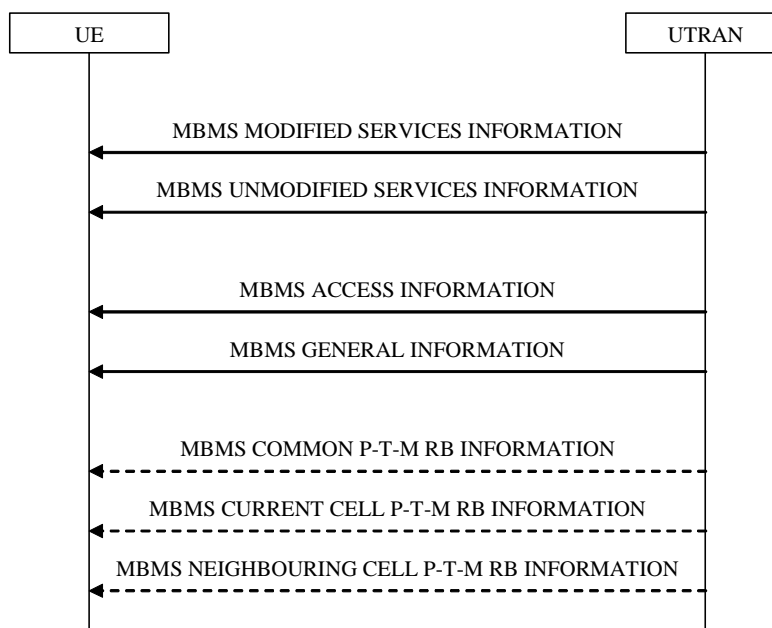 UE
UTRAN
MBMS MODIFIED SERVICES INFORMATION
MBMS UNMODIFIED SERVICES INFORMATION
MBMS ACCESS INFORMATION
MBMS GENERAL INFORMATION
MBMS COMMON P-T-M RB INFORMATION
MBMS CURRENT CELL P-T-M RB INFORMATION
MBMS NEIGHBOURING CELL P-T-M RB INFORMATION